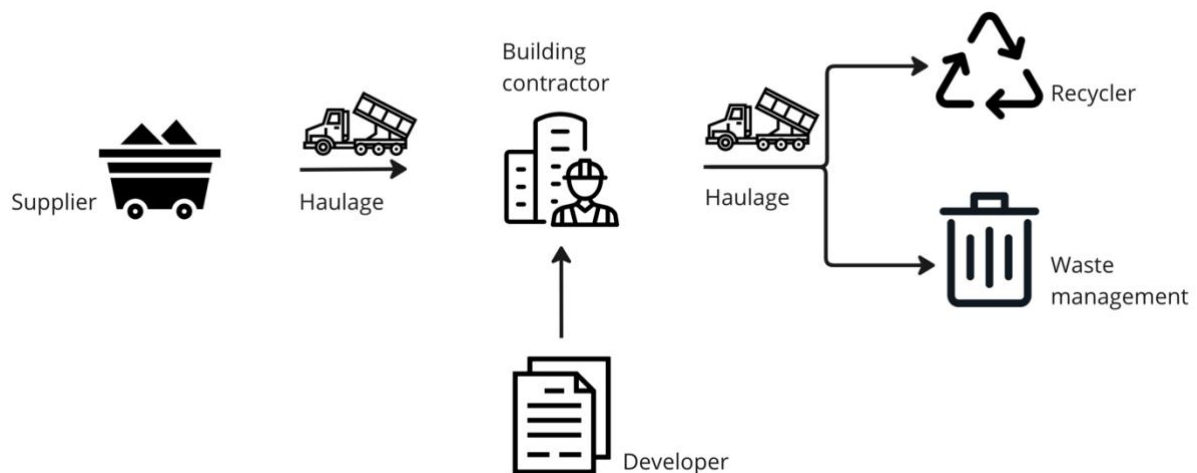 Supplier
Haulage
Building
contractor
Haulage
Recycler
Waste
management
Developer